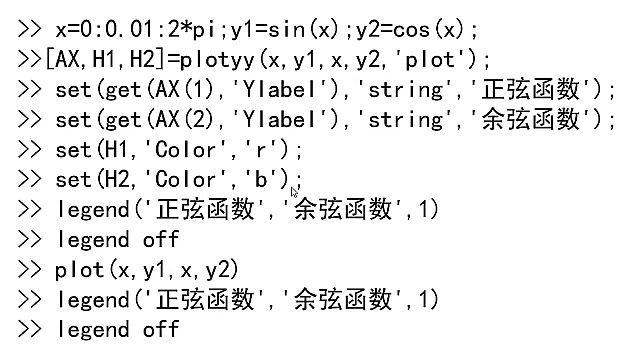 >> x=0:0.01:2*pi;y1=sin(x);y2=cos(x);
>>[AX,H1,H2]=plotyy(x,y1,x,y2,'plot');
>> set(get(AX(1),'Ylabel'),'string','正弦函数');
>> set(get(AX(2),'Ylabel'),'string','余弦函数');
>> set(H1,'Color','r');
>> set(H2,'Color','b');
>> legend('正弦函数','余弦函数',1)
>> legend off
>> plot(x,y1,x,y2)
>> legend('正弦函数','余弦函数',1)
>> legend off